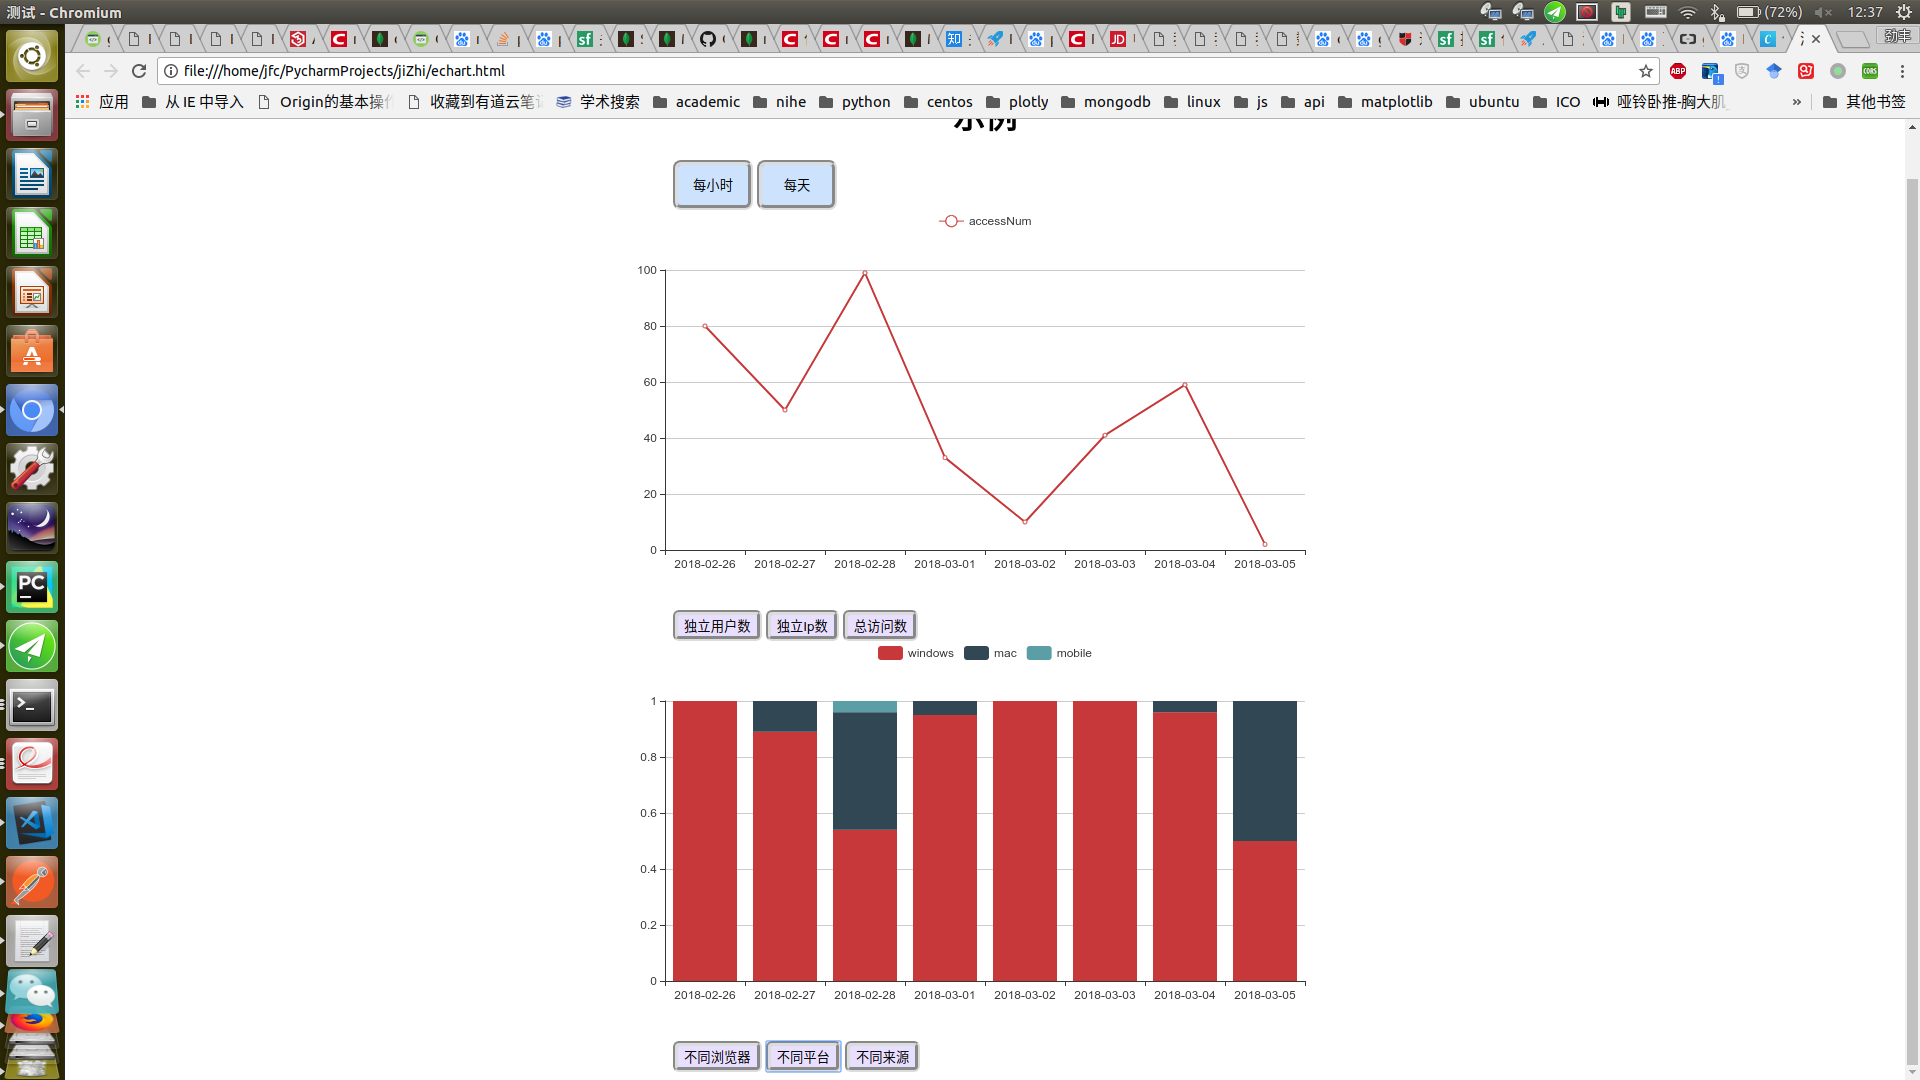 测试 - Chromium
(72%)
12:37
劲丰
file:///home/jfc/PycharmProjects/jiZhi/echart.html
应用
从 IE 中导入
Origin的基本操作
收藏到有道云笔记
学术搜索
academic
nihe
python
centos
plotly
mongodb
linux
js
api
matplotlib
ubuntu
ICO
哑铃卧推-胸大肌
»
其他书签
示例
每小时
每天
accessNum
100
80
60
40
20
0
2018-02-26 2018-02-27 2018-02-28 2018-03-01 2018-03-02 2018-03-03 2018-03-04 2018-03-05
独立用户数
独立Ip数
总访问数
windows mac mobile
1
0.8
0.6
0.4
0.2
0
2018-02-26 2018-02-27 2018-02-28 2018-03-01 2018-03-02 2018-03-03 2018-03-04 2018-03-05
不同浏览器
不同平台
不同来源